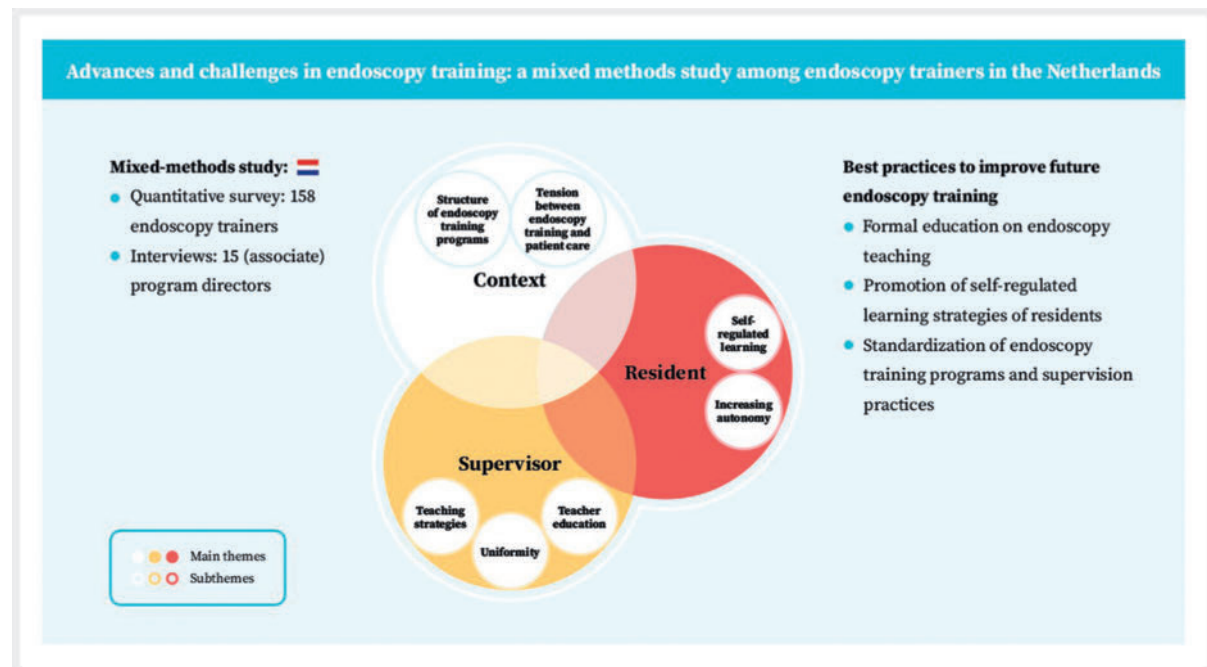 Advances and challenges in endoscopy training: a mixed methods study among endoscopy trainers in the Netherlands
Mixed-methods study:
Quantitative survey: 158
endoscopy trainers
Interviews: 15 (associate)
program directors
Structure
of endoscopy
training
programs
Tension
between
endoscopy
training and
patient care
Context
Self-
regulated
learning
Resident
Increasing
autonomy
Supervisor
Teaching
strategies
Uniformity
Teacher
education
Best practices to improve future
endoscopy training
Formal education on endoscopy
teaching
Promotion of self-regulated
learning strategies of residents
Standardization of endoscopy
training programs and supervision
practices
Main themes
Subthemes